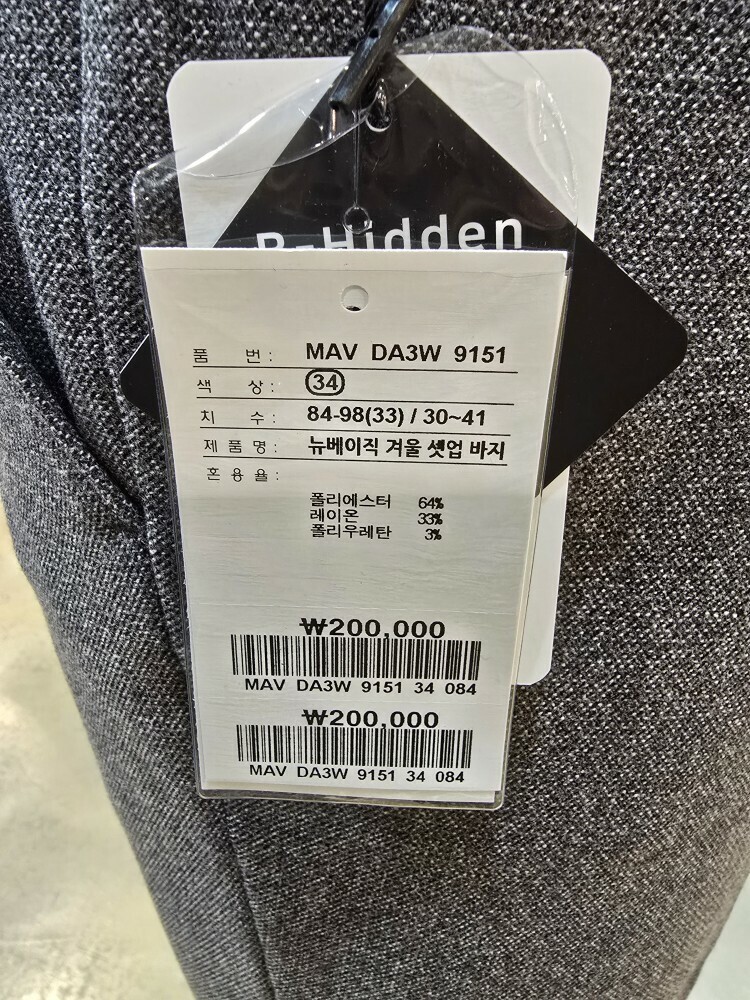 B-Hidden
품 번 : MAV DA3W 9151
색 상 : 34
치 수 : 84-98(33) / 30~41
제 품 명 : 뉴베이직 겨울 셋업 바지
혼 용 율 :
폴리에스터 64%
레이온 33%
폴리우레탄 3%
₩200,000
MAV DA3W 9151 34 084
₩200,000
MAV DA3W 9151 34 084